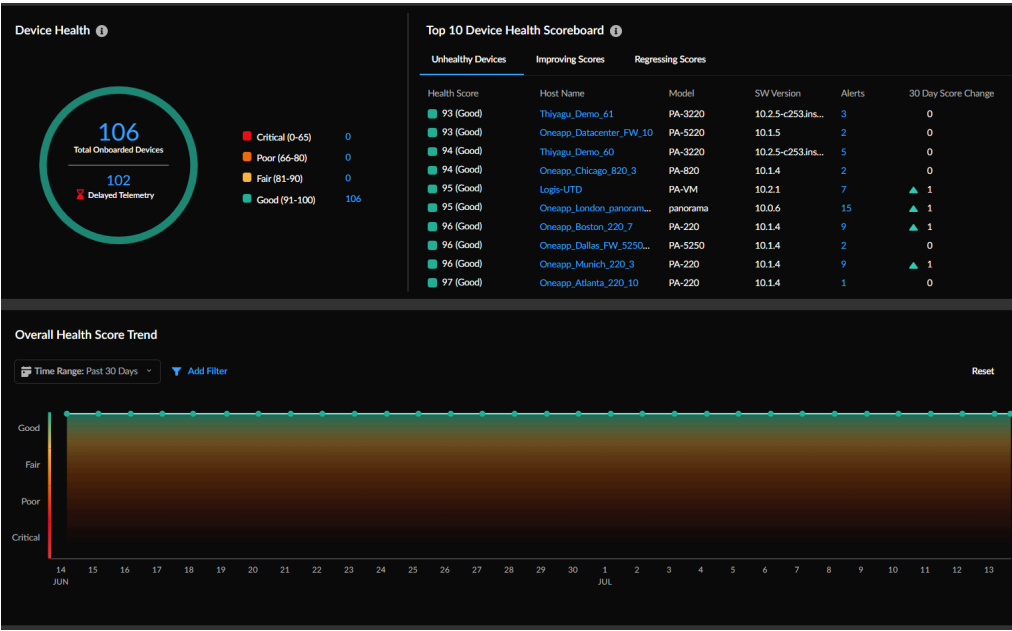 Device Health
106
Total Onboarded Devices
102
Delayed Telemetry
Critical (0-65) 0
Poor (66-80) 0
Fair (81-90) 0
Good (91-100) 106
Top 10 Device Health Scoreboard
Unhealthy Devices Improving Scores Regressing Scores
Health Score Host Name Model SW Version Alerts 30 Day Score Change
93 (Good) Thiyagu_Demo_61 PA-3220 10.2.5-c253.ins... 3 0
93 (Good) Oneapp_Datacenter_FW_10 PA-5220 10.1.5 2 0
94 (Good) Thiyagu_Demo_60 PA-3220 10.2.5-c253.ins... 5 0
94 (Good) Oneapp_Chicago_820_3 PA-820 10.1.4 2 0
95 (Good) Logis-UTD PA-VM 10.2.1 7 1
95 (Good) Oneapp_London_panoram... panorama 10.0.6 15 1
96 (Good) Oneapp_Boston_220_7 PA-220 10.1.4 9 1
96 (Good) Oneapp_Dallas_FW_5250... PA-5250 10.1.4 2 0
96 (Good) Oneapp_Munich_220_3 PA-220 10.1.4 9 1
97 (Good) Oneapp_Atlanta_220_10 PA-220 10.1.4 1 0
Overall Health Score Trend
Time Range: Past 30 Days Add Filter Reset
Good
Fair
Poor
Critical
14 15 16 17 18 19 20 21 22 23 24 25 26 27 28 29 30 1 2 3 4 5 6 7 8 9 10 11 12 13
JUN JUL